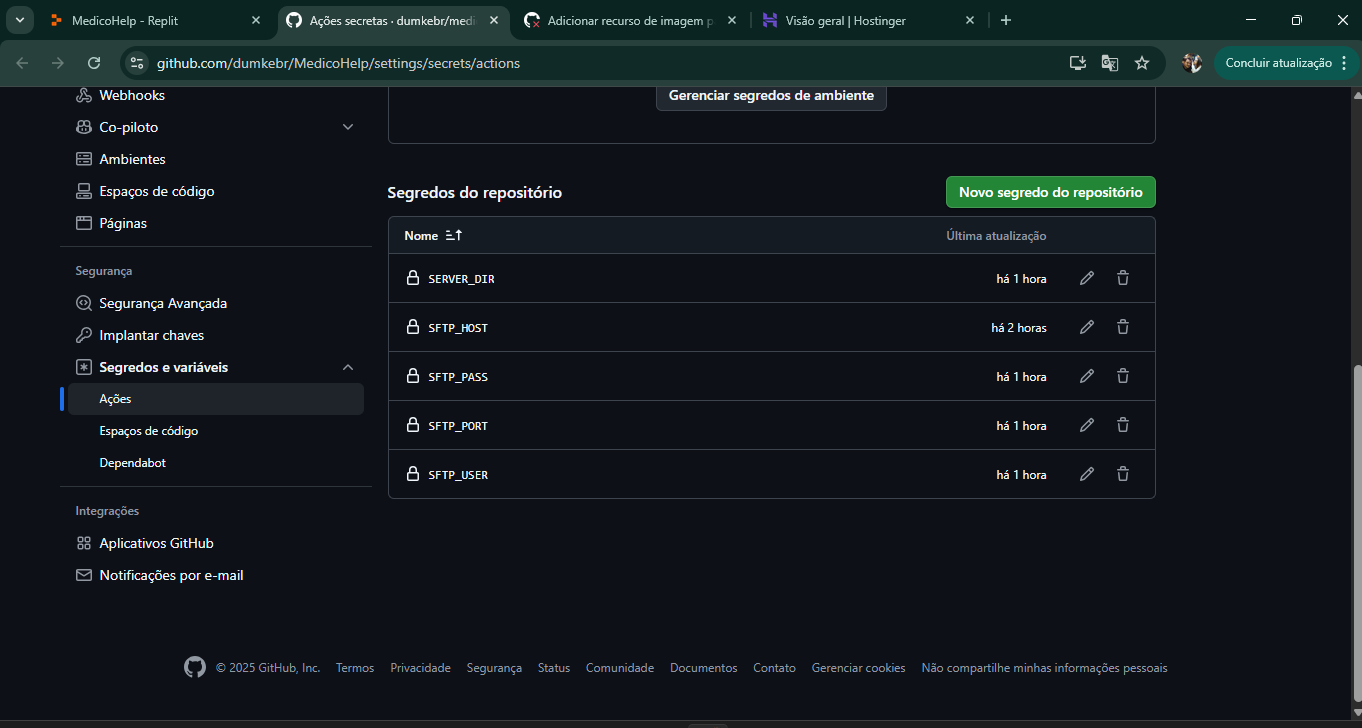 MedicoHelp - Replit
Ações secretas · dumkebr/medi
Adicionar recurso de imagem p
Visão geral | Hostinger
github.com/dumkebr/MedicoHelp/settings/secrets/actions
Concluir atualização
Webhooks
Co-piloto
Ambientes
Espaços de código
Páginas
Segurança
Segurança Avançada
Implantar chaves
Segredos e variáveis
Ações
Espaços de código
Dependabot
Integrações
Aplicativos GitHub
Notificações por e-mail
Gerenciar segredos de ambiente
Segredos do repositório
Novo segredo do repositório
Nome Última atualização
SERVER_DIR há 1 hora
SFTP_HOST há 2 horas
SFTP_PASS há 1 hora
SFTP_PORT há 1 hora
SFTP_USER há 1 hora
© 2025 GitHub, Inc. Termos Privacidade Segurança Status Comunidade Documentos Contato Gerenciar cookies Não compartilhe minhas informações pessoais